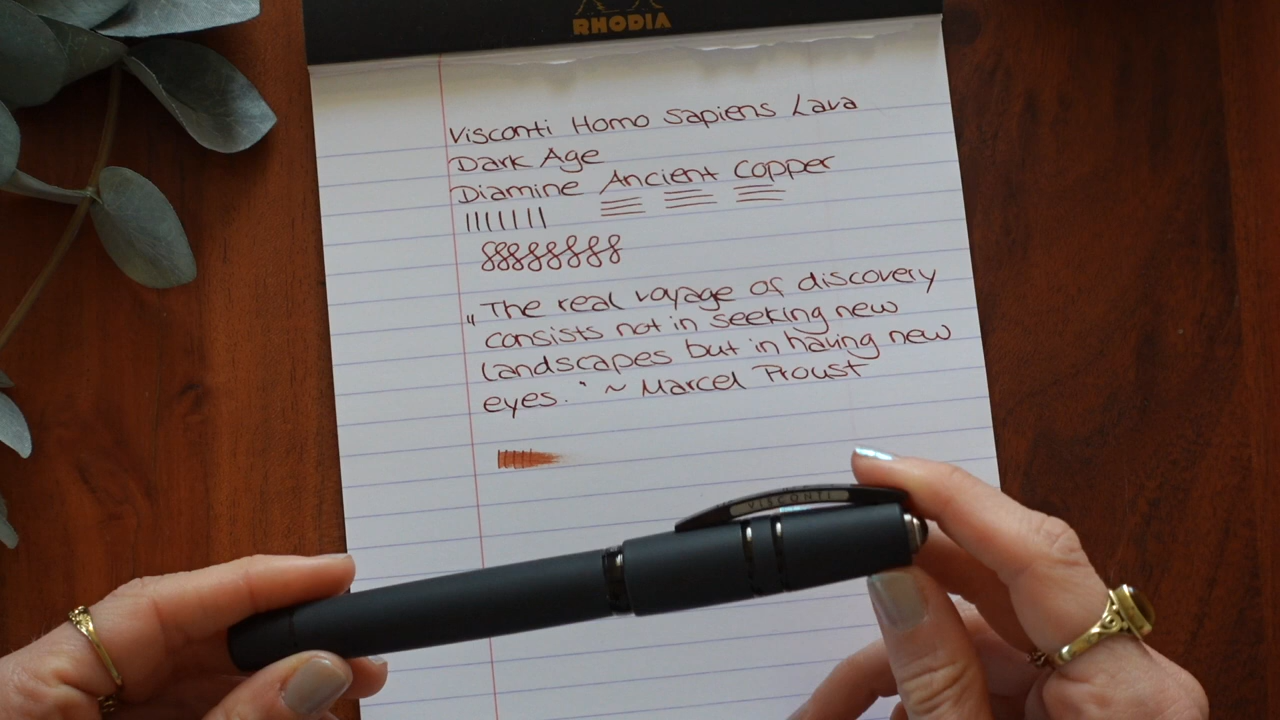 RHODIA
Visconti Homo Sapiens Lava
Dark Age
Diamine Ancient Copper
„The real voyage of discovery
consists not in seeking new
landscapes but in having new
eyes." ~ Marcel Proust
VISCONTI